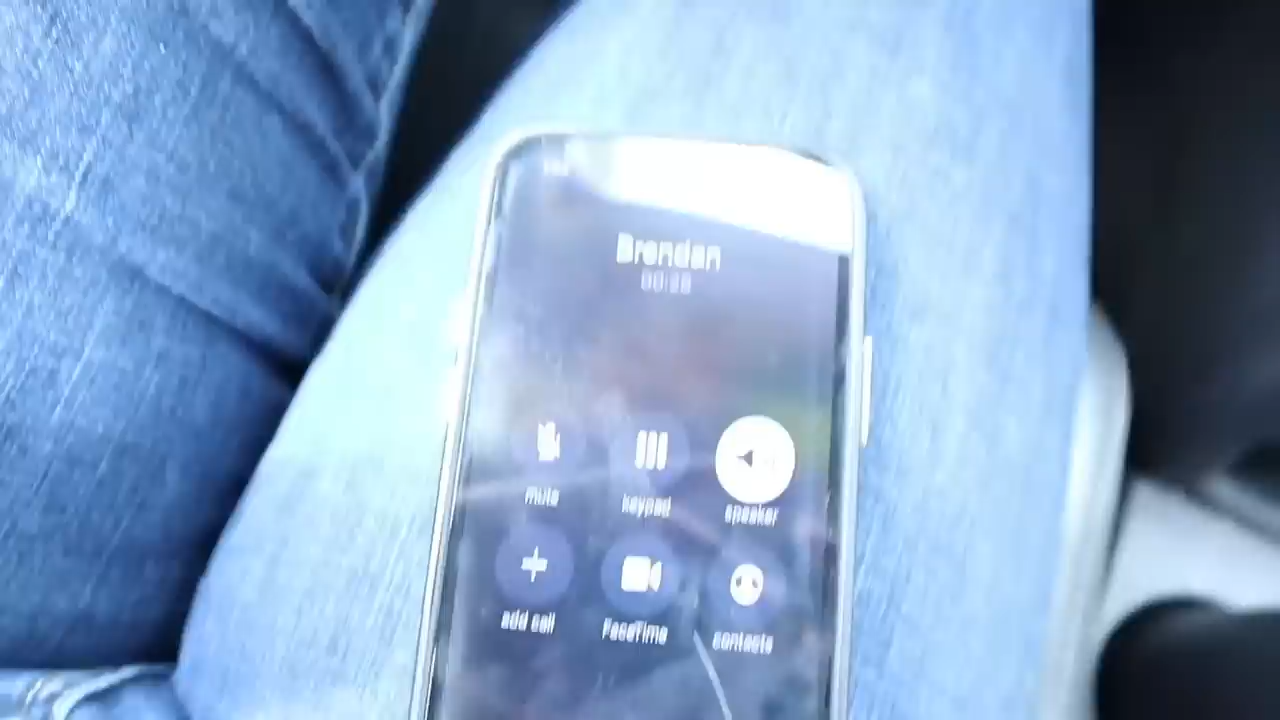 Brendan
mute
keypad
speaker
add call
FaceTime
contacts